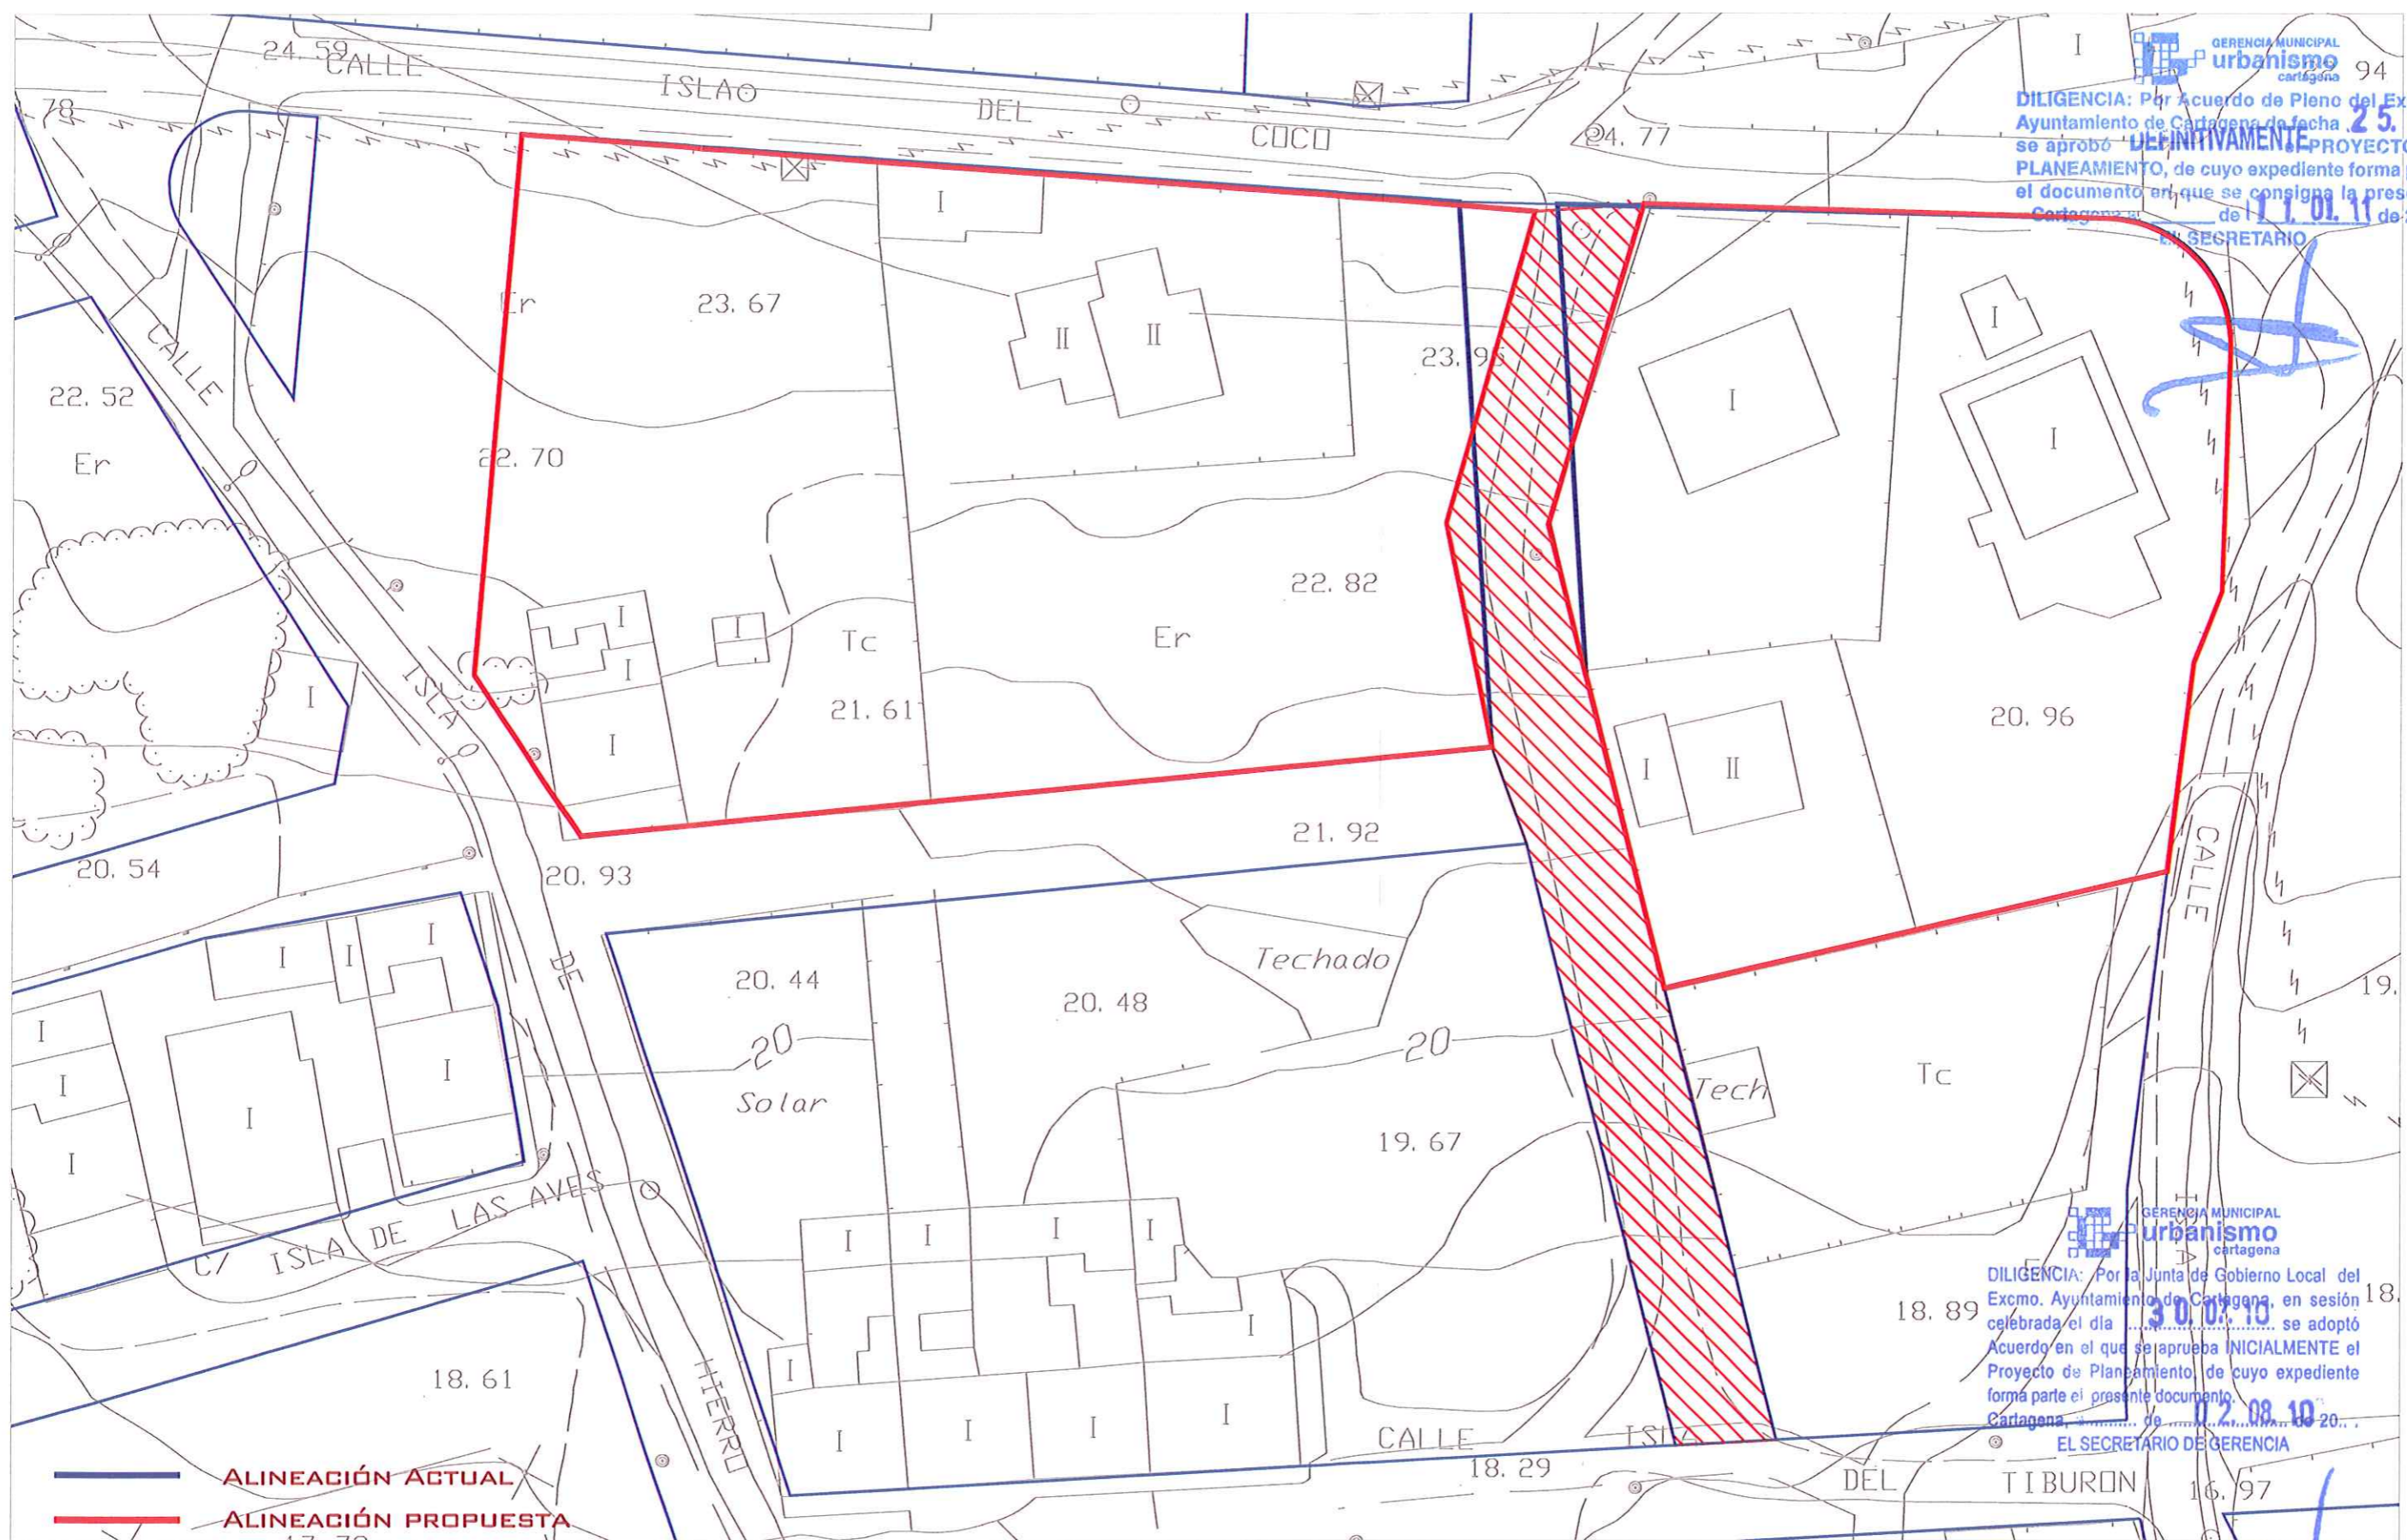 24.59
CALLE ISLAO DEL COCO
78
24.77
94
GERENCIA MUNICIPAL
urbanismo
cartagena
DILIGENCIA: Por Acuerdo de Pleno del Ex
Ayuntamiento de Cartagena de fecha 25.
se aprobó DEFINITIVAMENTE PROYECTO
PLANEAMIENTO, de cuyo expediente forma
el documento en que se consigna la pres
Cartagena de 11.01.11 de
EL SECRETARIO
I
I
Er
23.67
II
II
23.95
I
I
I
22.52
Er
CALLE
22.70
22.82
Er
Tc
21.61
I
I
I
I
I
ISLA
20.96
I
II
21.92
20.54
20.93
CALLE
I
I
I
DE
20.44
Techado
20.48
19.
20
20
Solar
I
I
I
I
I
Tech
Tc
19.67
C/ ISLA DE LAS AVES
I
I
I
I
I
I
ISLA
18.89
18.
GERENCIA MUNICIPAL
urbanismo
cartagena
DILIGENCIA: Por la Junta de Gobierno Local del
Excmo. Ayuntamiento de Cartagena, en sesión
celebrada el día 30.07.10 se adoptó
Acuerdo en el que se aprueba INICIALMENTE el
Proyecto de Planeamiento, de cuyo expediente
forma parte el presente documento.
Cartagena, de 02.08.10 de 20..
EL SECRETARIO DE GERENCIA
18.61
HIERRO
I
I
I
I
CALLE ISLA DEL TIBURON
18.29
16.97
ALINEACIÓN ACTUAL
ALINEACIÓN PROPUESTA